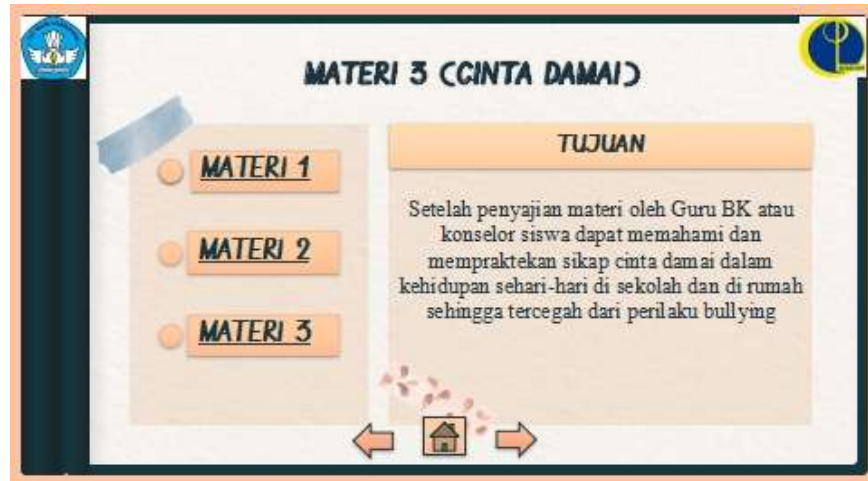 MATERI 3 (CINTA DAMAI)
MATERI 1
MATERI 2
MATERI 3
TUJUAN
Setelah penyajian materi oleh Guru BK atau
konselor siswa dapat memahami dan
mempraktekan sikap cinta damai dalam
kehidupan sehari-hari di sekolah dan di rumah
sehingga tercegah dari perilaku bullying